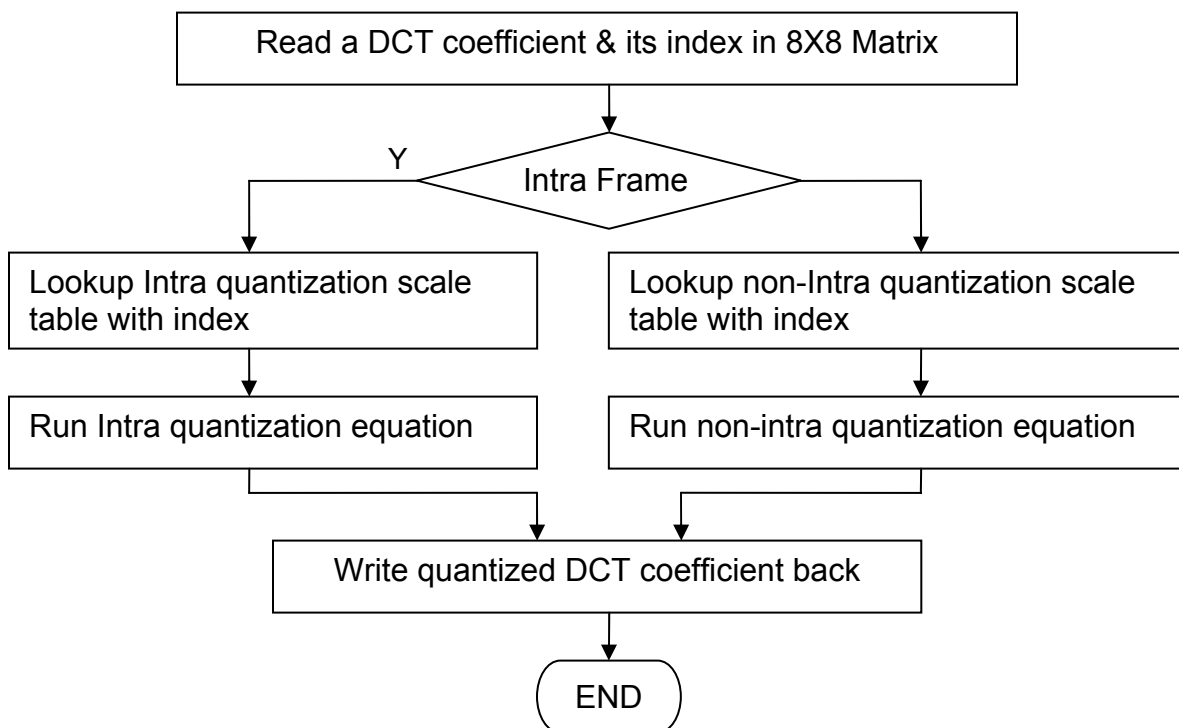 Read a DCT coefficient & its index in 8X8 Matrix
Y
Intra Frame
Lookup Intra quantization scale
table with index
Lookup non-Intra quantization scale
table with index
Run Intra quantization equation
Run non-intra quantization equation
Write quantized DCT coefficient back
END